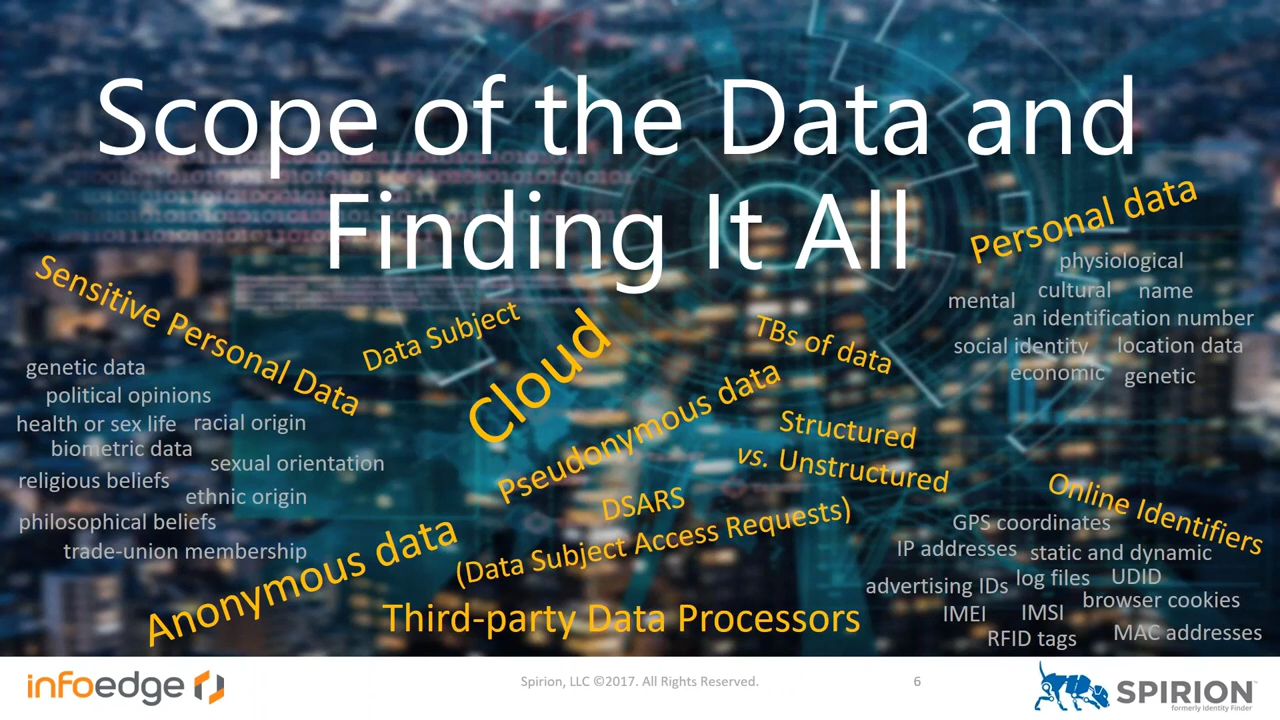 Scope of the Data and
Finding It All
Personal data
physiological
cultural name
mental
an identification number
social identity location data
economic genetic
Sensitive Personal Data
genetic data
political opinions
health or sex life racial origin
biometric data
sexual orientation
religious beliefs
ethnic origin
philosophical beliefs
trade-union membership
Data Subject
Cloud
TBs of data
Pseudonymous data
Structured
vs. Unstructured
DSARS
(Data Subject Access Requests)
Anonymous data
Third-party Data Processors
Online Identifiers
GPS coordinates
IP addresses static and dynamic
advertising IDs log files UDID
browser cookies
IMEI IMSI
RFID tags MAC addresses
infoedge
Spirion, LLC ©2017. All Rights Reserved.
6
SPIRION™
formerly Identity Finder